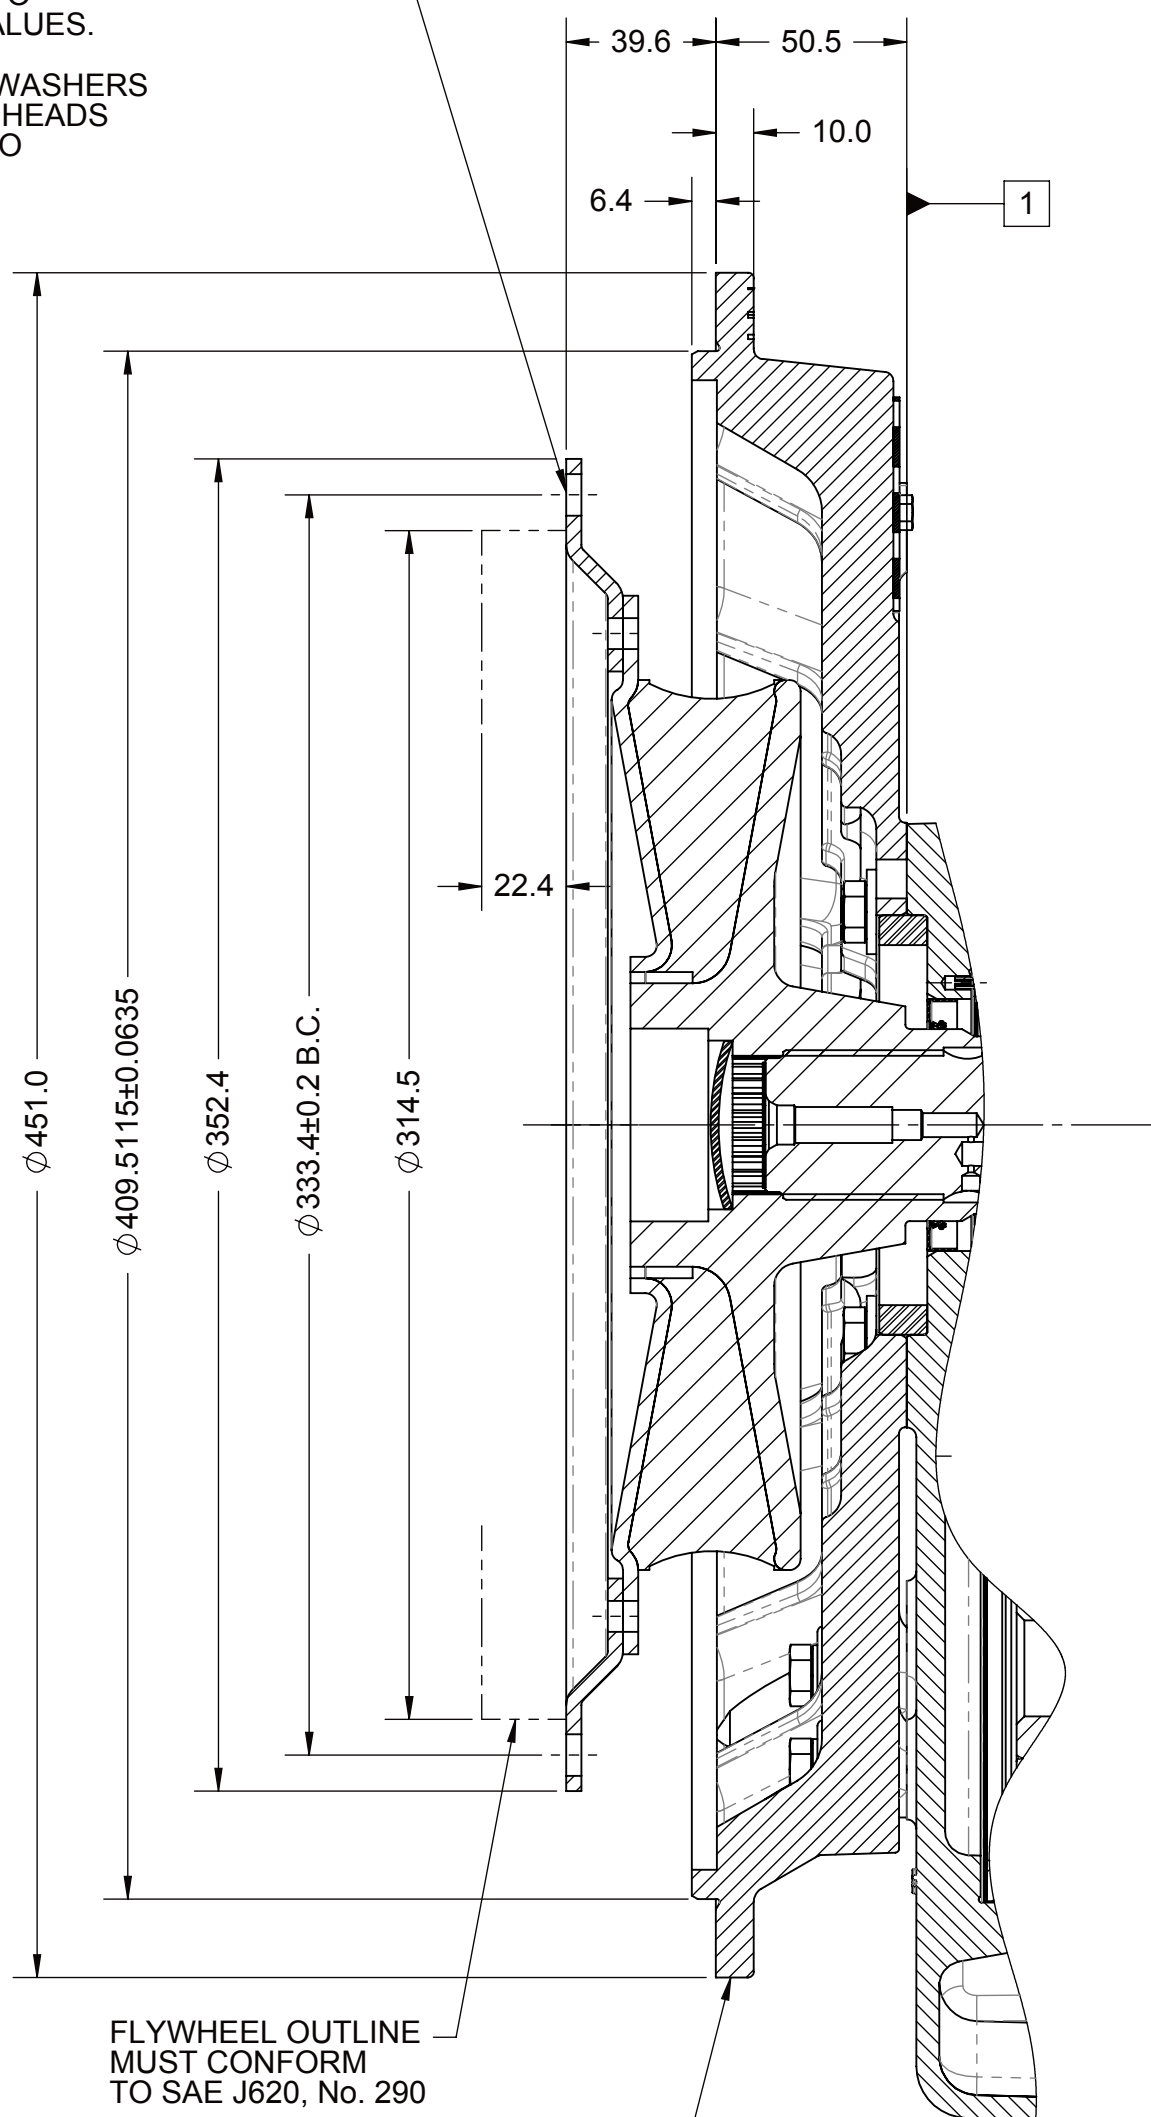 ALUES.
WASHERS
HEADS
O
39.6
50.5
10.0
6.4
1
22.4
∅451.0
∅409.5115±0.0635
∅352.4
∅333.4±0.2 B.C.
∅314.5
FLYWHEEL OUTLINE
MUST CONFORM
TO SAE J620, No. 290